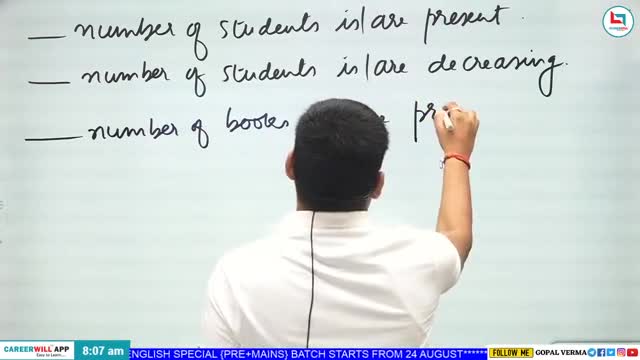 ___ number of students is/are present.
___ number of students is/are decreasing.
___ number of books pr
CAREERWILL APP
Easy to Learn...
8:07 am
ENGLISH SPECIAL {PRE+MAINS} BATCH STARTS FROM 24 AUGUST******
FOLLOW ME
GOPAL VERMA